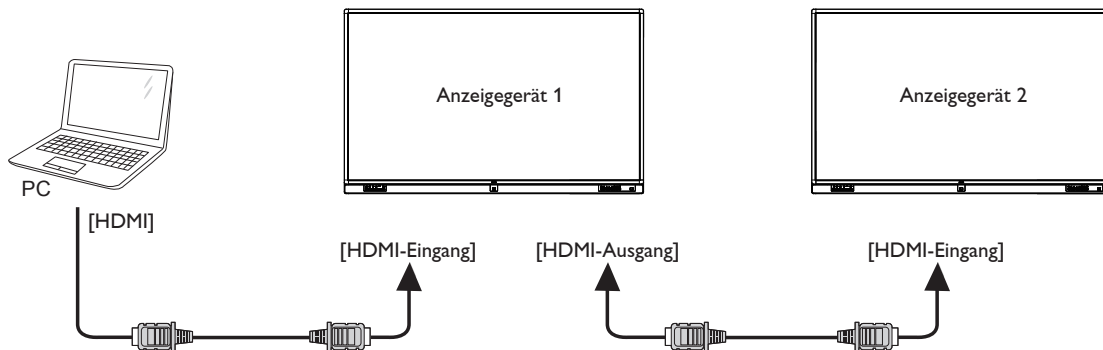 Anzeigegerät 1
Anzeigegerät 2
PC
[HDMI]
[HDMI-Eingang]
[HDMI-Ausgang]
[HDMI-Eingang]